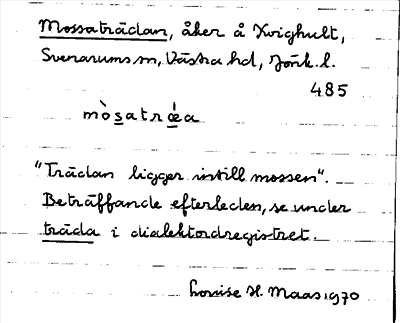 Mossaträdan, åker å Kvighult,
Svenarums sn, Västra hd, Jönk. l.
485
mòsatrǽa
"Trädan ligger intill mossen".
Beträffande efterleden, se under
träda i dialektordregistret.
Louise H. Maas 1970